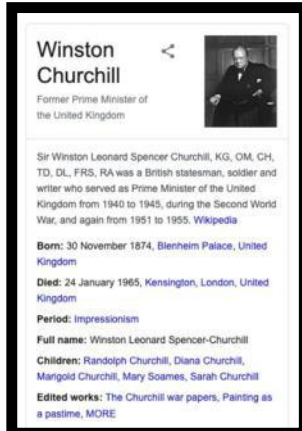 Winston
Churchill
Former Prime Minister of
the United Kingdom
Sir Winston Leonard Spencer Churchill, KG, OM, CH,
TD, DL, FRS, RA was a British statesman, soldier and
writer who served as Prime Minister of the United
Kingdom from 1940 to 1945, during the Second World
War, and again from 1951 to 1955. Wikipedia
Born: 30 November 1874, Blenheim Palace, United
Kingdom
Died: 24 January 1965, Kensington, London, United
Kingdom
Period: Impressionism
Full name: Winston Leonard Spencer-Churchill
Children: Randolph Churchill, Diana Churchill,
Marigold Churchill, Mary Soames, Sarah Churchill
Edited works: The Churchill war papers, Painting as
a pastime, MORE